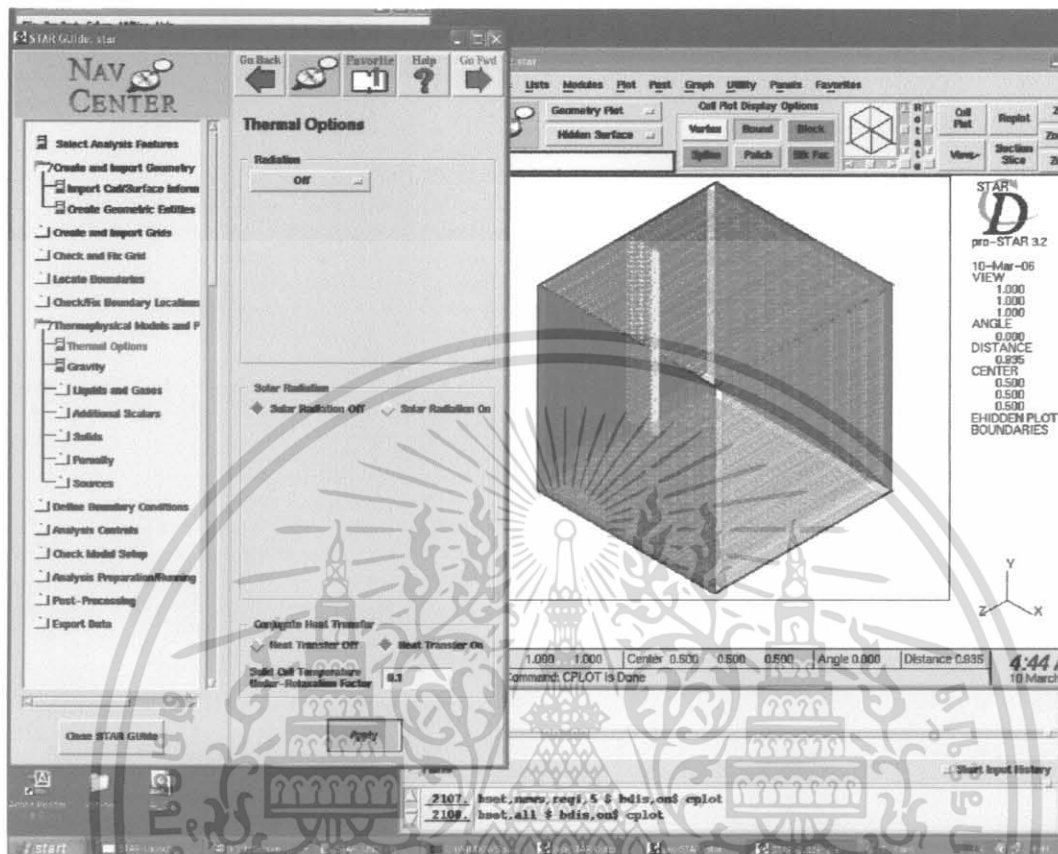 STAR GUIde: star
NAV CENTER
Go Back
Favorite
Help
Go Fwd
Select Analysis Features
Create and Import Geometry
Import Cad/Surface Inform
Create Geometric Entities
Create and Import Grids
Check and Fix Grid
Locate Boundaries
Check/Fix Boundary Locations
Thermophysical Models and P
Thermal Options
Gravity
Liquids and Gases
Additional Scalars
Solids
Porosity
Sources
Define Boundary Conditions
Analysis Controls
Check Model Setup
Analysis Preparation/Running
Post-Processing
Export Data
Close STAR GUIde
Thermal Options
Radiation
Off
Solar Radiation
Solar Radiation Off
Solar Radiation On
Conjugate Heat Transfer
Heat Transfer Off
Heat Transfer On
Solid Cell Temperature
Under-Relaxation Factor
0.1
Apply
Lists Modules Plot Post Graph Utility Panels Favorites
Geometry Plot
Hidden Surface
Cell Plot Display Options
Vertex Bound Block
Spline Patch
Rotate
Cell Plot
Replot
View
Section Slice
STAR
D
pro-STAR 3.2
10-Mar-06
VIEW
1.000
1.000
1.000
ANGLE
0.000
DISTANCE
0.835
CENTER
0.500
0.500
0.500
EHIDDEN PLOT
BOUNDARIES
Y
Z
X
1.000 1.000 Center 0.500 0.500 0.500 Angle 0.000 Distance 0.835
Command: CPLOT is Done
4:44
10 March
Start Input History
2107. bset,news,regi,5 $ bdis,on$ cplot
2108. bset,all $ bdis,on$ cplot
start